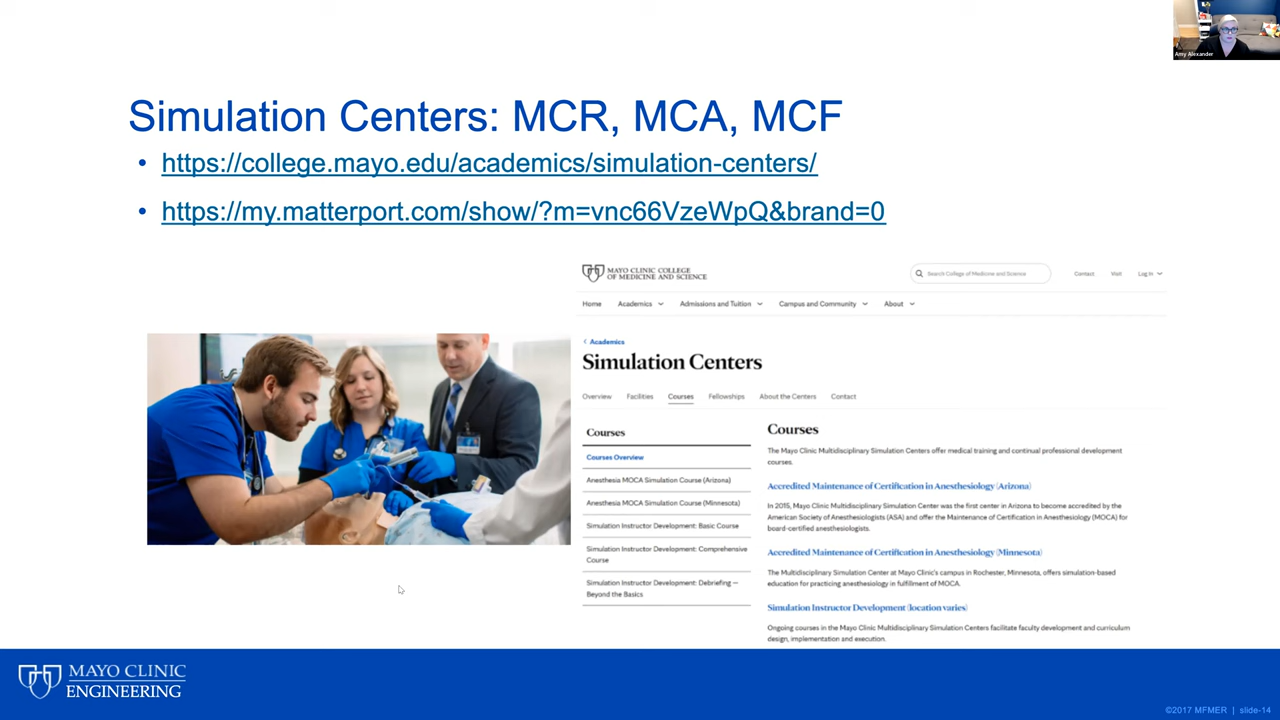 Amy Alexander
Simulation Centers: MCR, MCA, MCF
• https://college.mayo.edu/academics/simulation-centers/
• https://my.matterport.com/show/?m=vnc66VzeWpQ&brand=0
MAYO CLINIC COLLEGE
OF MEDICINE AND SCIENCE
Search College of Medicine and Science
Contact
Visit
Log In
Home
Academics
Admissions and Tuition
Campus and Community
About
‹ Academics
Simulation Centers
Overview
Facilities
Courses
Fellowships
About the Centers
Contact
Courses
Courses Overview
Anesthesia MOCA Simulation Course (Arizona)
Anesthesia MOCA Simulation Course (Minnesota)
Simulation Instructor Development: Basic Course
Simulation Instructor Development: Comprehensive
Course
Simulation Instructor Development: Debriefing —
Beyond the Basics
Courses
The Mayo Clinic Multidisciplinary Simulation Centers offer medical training and continual professional development
courses.
Accredited Maintenance of Certification in Anesthesiology (Arizona)
In 2015, Mayo Clinic Multidisciplinary Simulation Center was the first center in Arizona to become accredited by the
American Society of Anesthesiologists (ASA) and offer the Maintenance of Certification in Anesthesiology (MOCA) for
board-certified anesthesiologists.
Accredited Maintenance of Certification in Anesthesiology (Minnesota)
The Multidisciplinary Simulation Center at Mayo Clinic's campus in Rochester, Minnesota, offers simulation-based
education for practicing anesthesiology in fulfillment of MOCA.
Simulation Instructor Development (location varies)
Ongoing courses in the Mayo Clinic Multidisciplinary Simulation Centers facilitate faculty development and curriculum
design, implementation and execution.
MAYO CLINIC
ENGINEERING
©2017 MFMER | slide-14